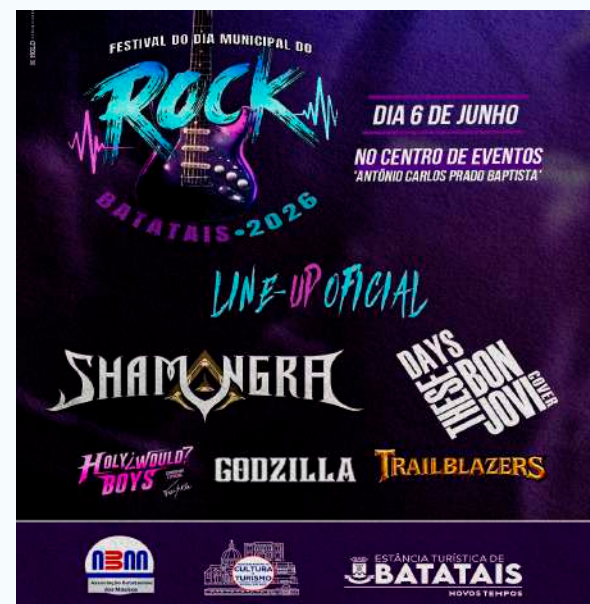 FESTIVAL DO DIA MUNICIPAL DO
ROCK
BATATAIS • 2026
DIA 6 DE JUNHO
NO CENTRO DE EVENTOS
'ANTÔNIO CARLOS PRADO BAPTISTA'
LINE-UP OFICIAL
SHAMANGRA
THESE DAYS
BON JOVI COVER
HOLY¿WOULD?
BOYS
GODZILLA
TRAILBLAZERS
Associação Batataense
dos Músicos
CULTURA
TURISMO
ESTÂNCIA TURÍSTICA DE
BATATAIS
NOVOS TEMPOS